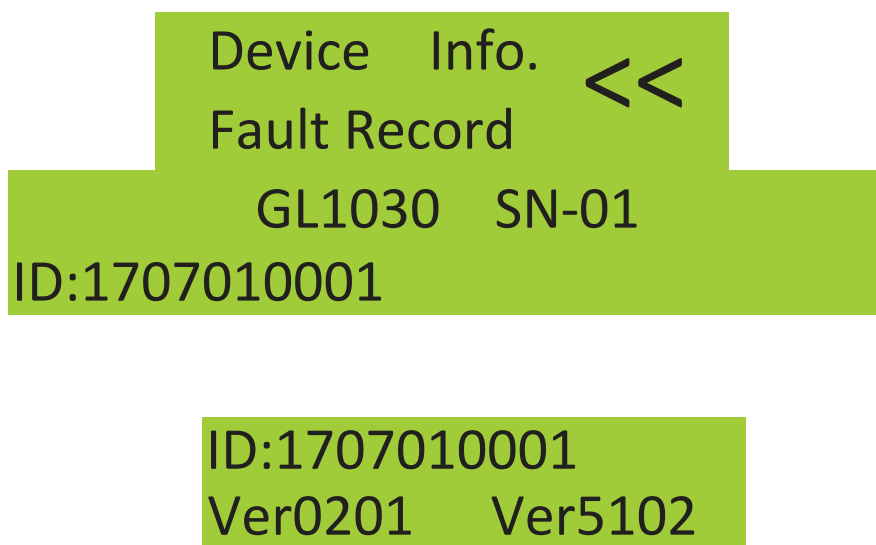 Device Info. <<
Fault Record
GL1030 SN-01
ID:1707010001
ID:1707010001
Ver0201 Ver5102